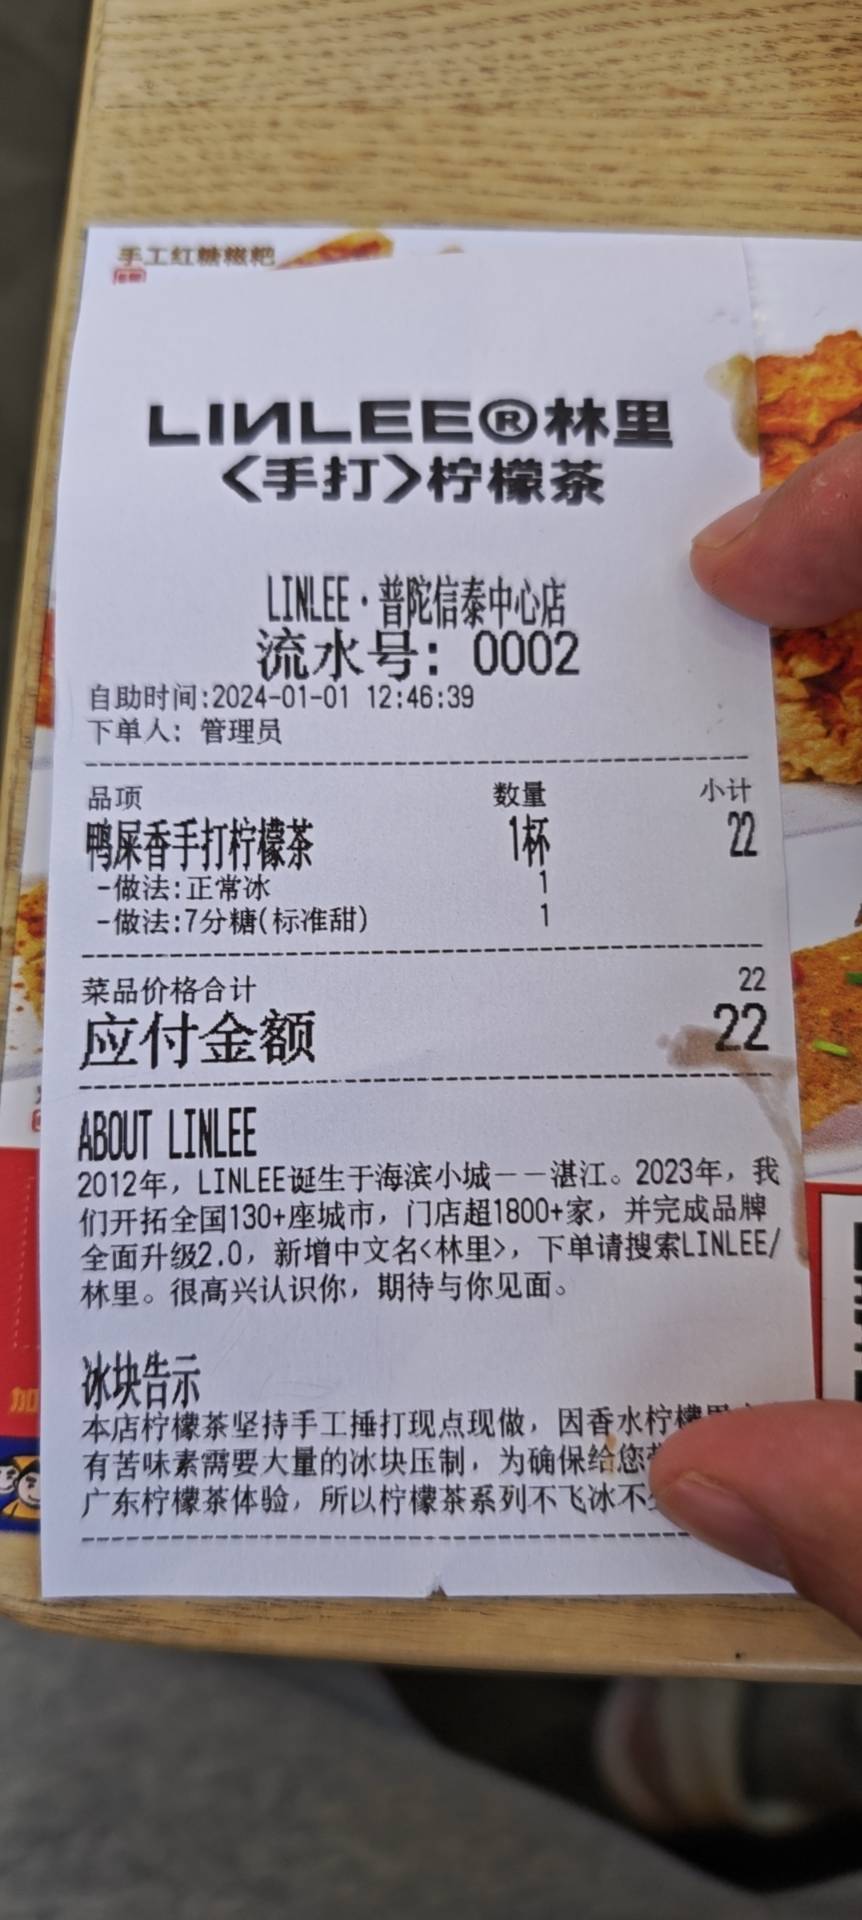 手工红糖糍粑
LINLEE®林里
<手打>柠檬茶
LINLEE·普陀信泰中心店
流水号: 0002
自助时间:2024-01-01 12:46:39
下单人: 管理员
品项 数量 小计
鸭屎香手打柠檬茶 1杯 22
-做法:正常冰 1
-做法:7分糖(标准甜) 1
菜品价格合计 22
应付金额 22
ABOUT LINLEE
2012年，LINLEE诞生于海滨小城——湛江。2023年，我
们开拓全国130+座城市，门店超1800+家，并完成品牌
全面升级2.0，新增中文名<林里>，下单请搜索LINLEE/
林里。很高兴认识你，期待与你见面。
冰块告示
本店柠檬茶坚持手工捶打现点现做，因香水柠檬
有苦味素需要大量的冰块压制，为确保给您
广东柠檬茶体验，所以柠檬茶系列不飞冰不
加